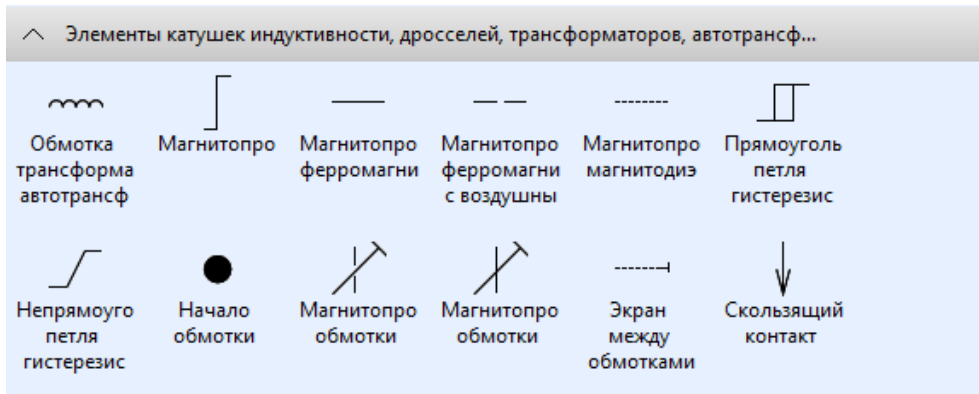 Элементы катушек индуктивности, дросселей, трансформаторов, автотрансф...
Обмотка
трансформа
автотрансф
Магнитопро
Магнитопро
ферромагни
Магнитопро
ферромагни
с воздушны
Магнитопро
магнитодиэ
Прямоуголь
петля
гистерезис
Непрямоуго
петля
гистерезис
Начало
обмотки
Магнитопро
обмотки
Магнитопро
обмотки
Экран
между
обмотками
Скользящий
контакт